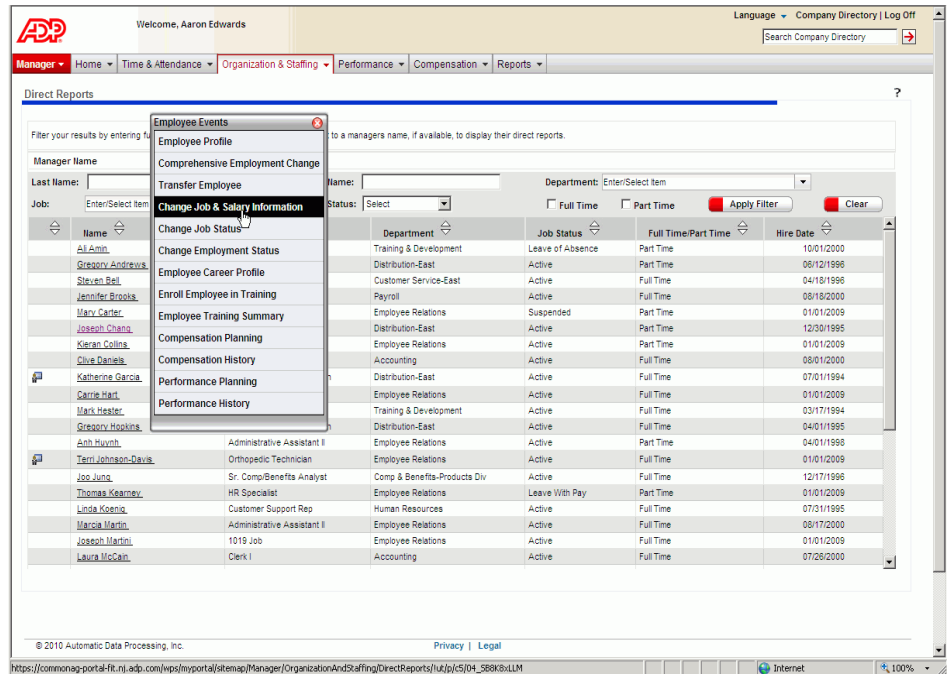 Language Company Directory | Log Off
ADP Welcome, Aaron Edwards
Search Company Directory
Manager Home Time & Attendance Organization & Staffing Performance Compensation Reports
Direct Reports ?
Employee Events
Filter your results by entering fu to a managers name, if available, to display their direct reports.
Employee Profile
Manager Name
Comprehensive Employment Change
Last Name: Name: Department: Enter/Select Item
Transfer Employee
Job: Enter/Select Item Status: Select Full Time Part Time Apply Filter Clear
Change Job & Salary Information
Change Job Status
Change Employment Status
Employee Career Profile
Enroll Employee in Training
Employee Training Summary
Compensation Planning
Compensation History
Performance Planning
Performance History
Name Department Job Status Full Time/Part Time Hire Date
Ali Amin Training & Development Leave of Absence Part Time 10/01/2000
Gregory Andrews Distribution-East Active Part Time 06/12/1996
Steven Bell Customer Service-East Active Full Time 04/18/1996
Jennifer Brooks Payroll Active Full Time 08/18/2000
Mary Carter Employee Relations Suspended Part Time 01/01/2009
Joseph Chang Distribution-East Active Part Time 12/30/1995
Kieran Collins Employee Relations Active Part Time 01/01/2009
Clive Daniels Accounting Active Full Time 08/01/2000
Katherine Garcia n Distribution-East Active Full Time 07/01/1994
Carrie Hart Employee Relations Active Full Time 01/01/2009
Mark Hester Training & Development Active Full Time 03/17/1994
Gregory Hopkins n Distribution-East Active Full Time 04/01/1995
Anh Huynh Administrative Assistant II Employee Relations Active Part Time 04/01/1998
Terri Johnson-Davis Orthopedic Technician Employee Relations Active Full Time 01/01/2009
Joo Jung Sr. Comp/Benefits Analyst Comp & Benefits-Products Div Active Full Time 12/17/1996
Thomas Kearney HR Specialist Employee Relations Leave With Pay Part Time 01/01/2009
Linda Koenig Customer Support Rep Human Resources Active Full Time 07/31/1995
Marcia Martin Administrative Assistant II Employee Relations Active Full Time 08/17/2000
Joseph Martini 1019 Job Employee Relations Active Full Time 01/01/2009
Laura McCain Clerk I Accounting Active Full Time 07/26/2000
© 2010 Automatic Data Processing, Inc. Privacy | Legal
https://commonag-portal-fit.nj.adp.com/wps/myportal/sitemap/Manager/OrganizationAndStaffing/DirectReports/!ut/p/c5/04_SB8K8xLLM Internet 100%